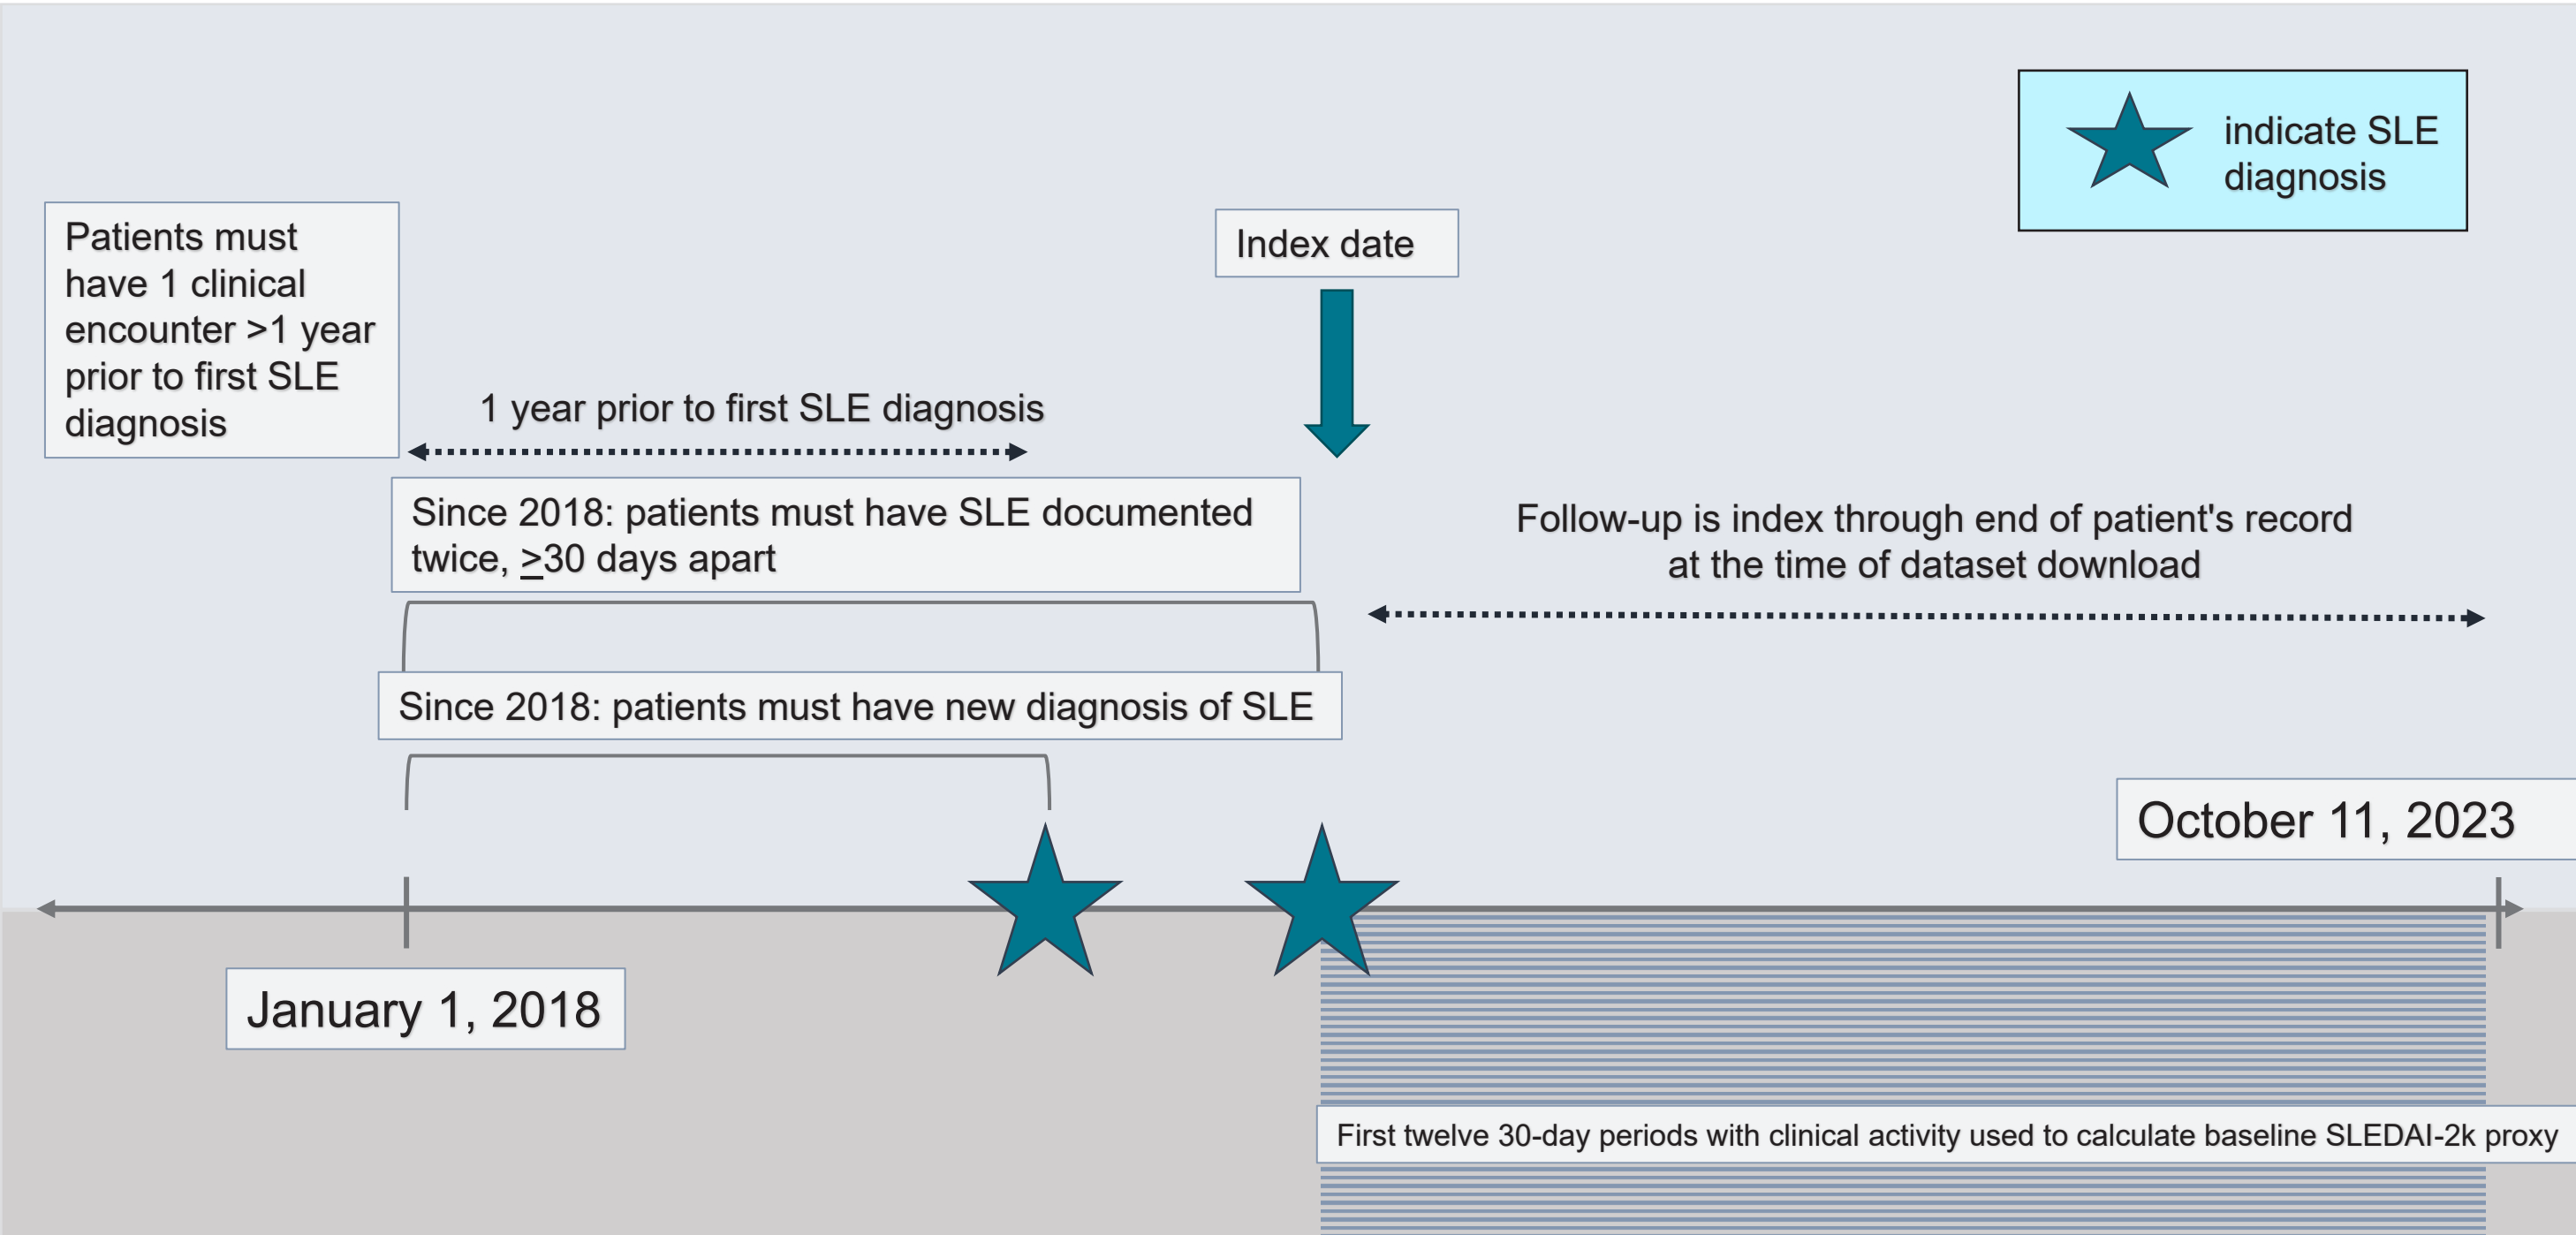 indicate SLE
diagnosis
Patients must
have 1 clinical
encounter >1 year
prior to first SLE
diagnosis
Index date
1 year prior to first SLE diagnosis
Since 2018: patients must have SLE documented
twice, >30 days apart
Follow-up is index through end of patient's record
at the time of dataset download
Since 2018: patients must have new diagnosis of SLE
October 11, 2023
January 1, 2018
First twelve 30-day periods with clinical activity used to calculate baseline SLEDAI-2k proxy